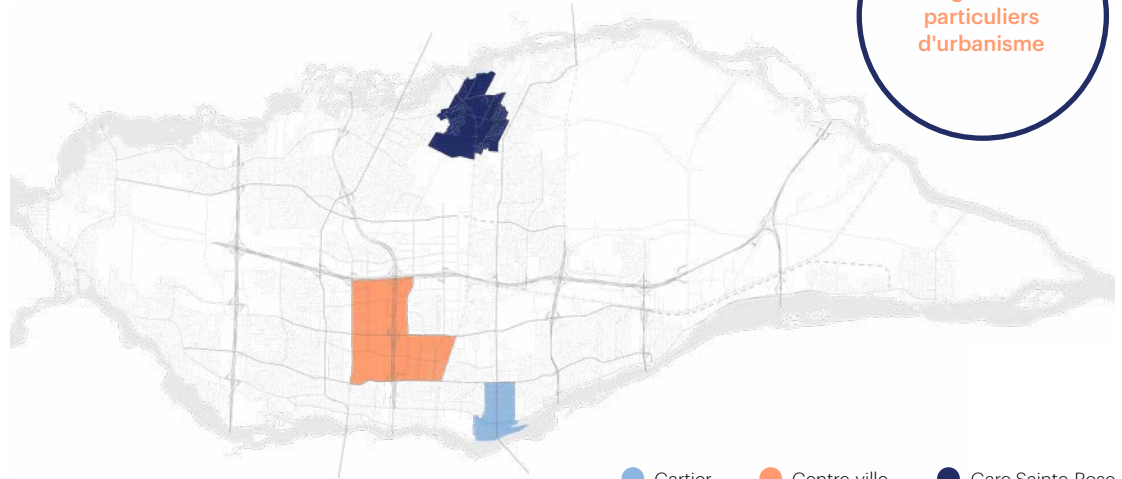 particuliers
d'urbanisme
Cartier
Centre-ville
Gare Sainte-Rose